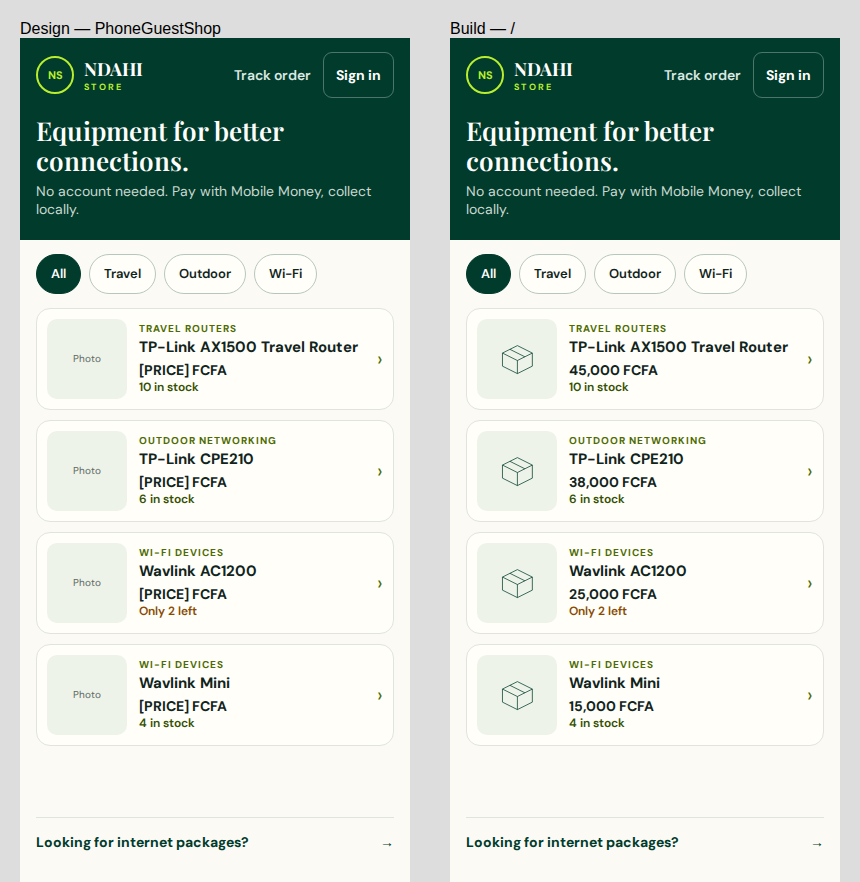 Design — PhoneGuestShop
NS
NDAHI
STORE
Track order
Sign in
Equipment for better
connections.
No account needed. Pay with Mobile Money, collect
locally.
All
Travel
Outdoor
Wi-Fi
Photo
TRAVEL ROUTERS
TP-Link AX1500 Travel Router
[PRICE] FCFA
10 in stock
›
Photo
OUTDOOR NETWORKING
TP-Link CPE210
[PRICE] FCFA
6 in stock
›
Photo
WI-FI DEVICES
Wavlink AC1200
[PRICE] FCFA
Only 2 left
›
Photo
WI-FI DEVICES
Wavlink Mini
[PRICE] FCFA
4 in stock
›
Looking for internet packages? →
Build — /
NS
NDAHI
STORE
Track order
Sign in
Equipment for better
connections.
No account needed. Pay with Mobile Money, collect
locally.
All
Travel
Outdoor
Wi-Fi
TRAVEL ROUTERS
TP-Link AX1500 Travel Router
45,000 FCFA
10 in stock
›
OUTDOOR NETWORKING
TP-Link CPE210
38,000 FCFA
6 in stock
›
WI-FI DEVICES
Wavlink AC1200
25,000 FCFA
Only 2 left
›
WI-FI DEVICES
Wavlink Mini
15,000 FCFA
4 in stock
›
Looking for internet packages? →